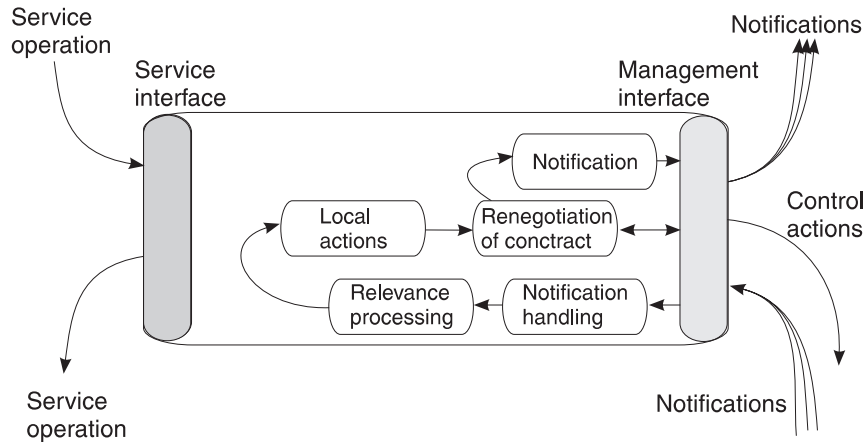 Service
operation
Notifications
Service
interface
Management
interface
Notification
Local
actions
Renegotiation
of conctract
Control
actions
Relevance
processing
Notification
handling
Service
operation
Notifications